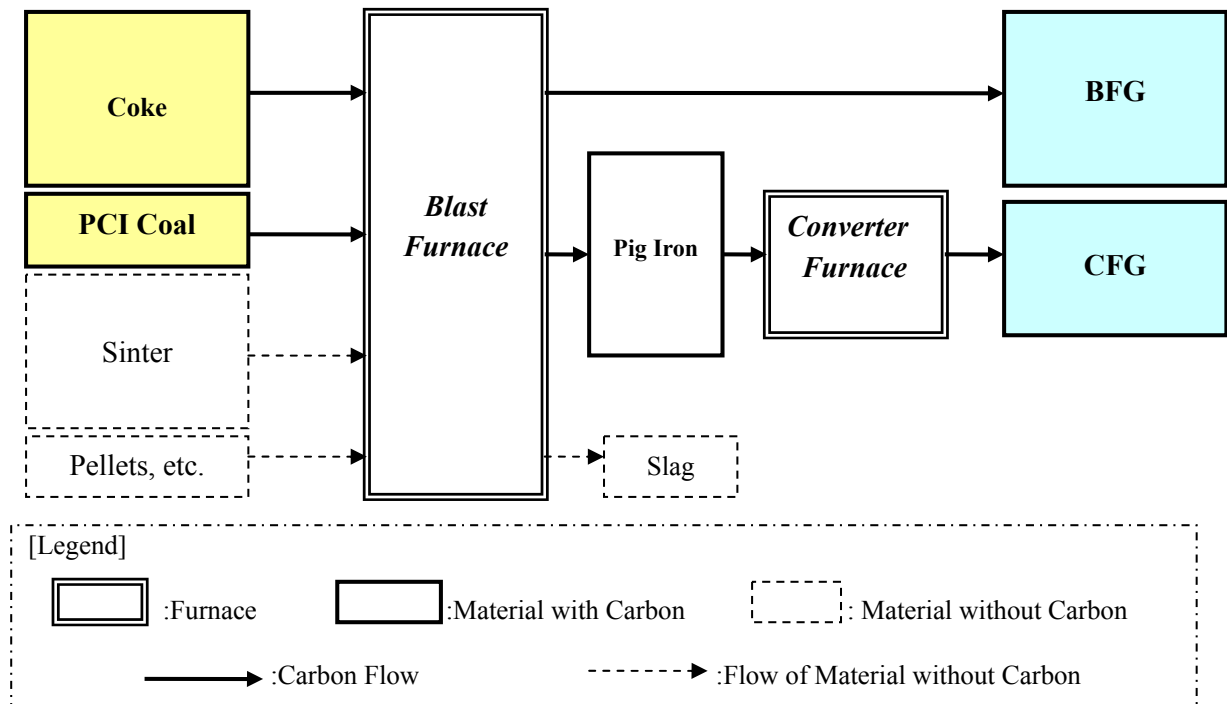 Coke
PCI Coal
Sinter
Pellets, etc.
Blast
Furnace
Pig Iron
Slag
Converter
Furnace
BFG
CFG
[Legend]
:Furnace
:Material with Carbon
: Material without Carbon
:Carbon Flow
:Flow of Material without Carbon